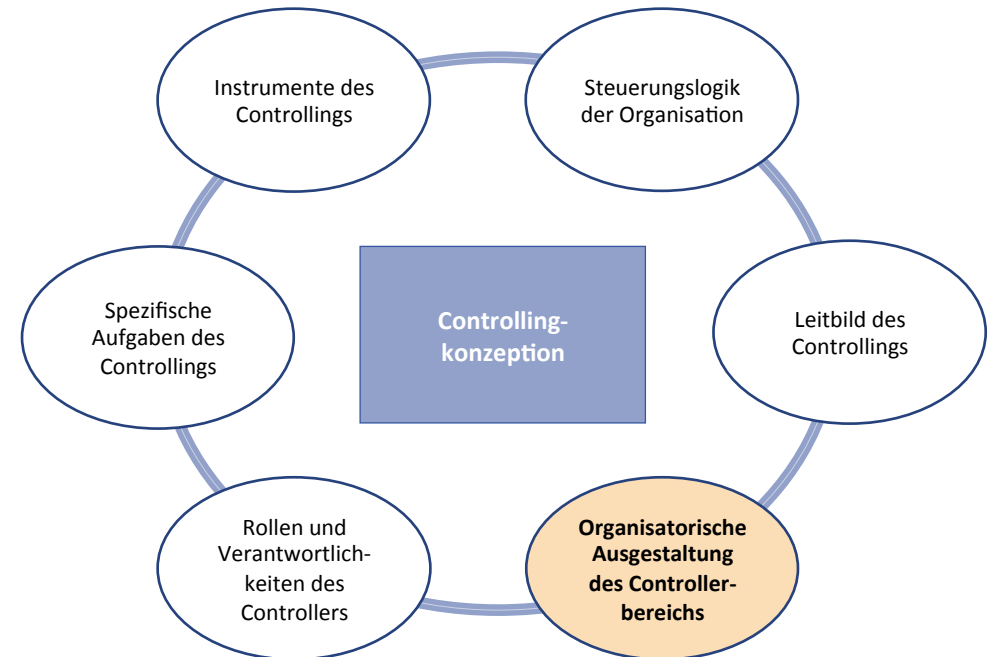 Instrumente des
Controllings
Steuerungslogik
der Organisation
Spezifische
Aufgaben des
Controllings
Controlling-
konzeption
Leitbild des
Controllings
Rollen und
Verantwortlich-
keiten des
Controllers
Organisatorische
Ausgestaltung
des Controller-
bereichs